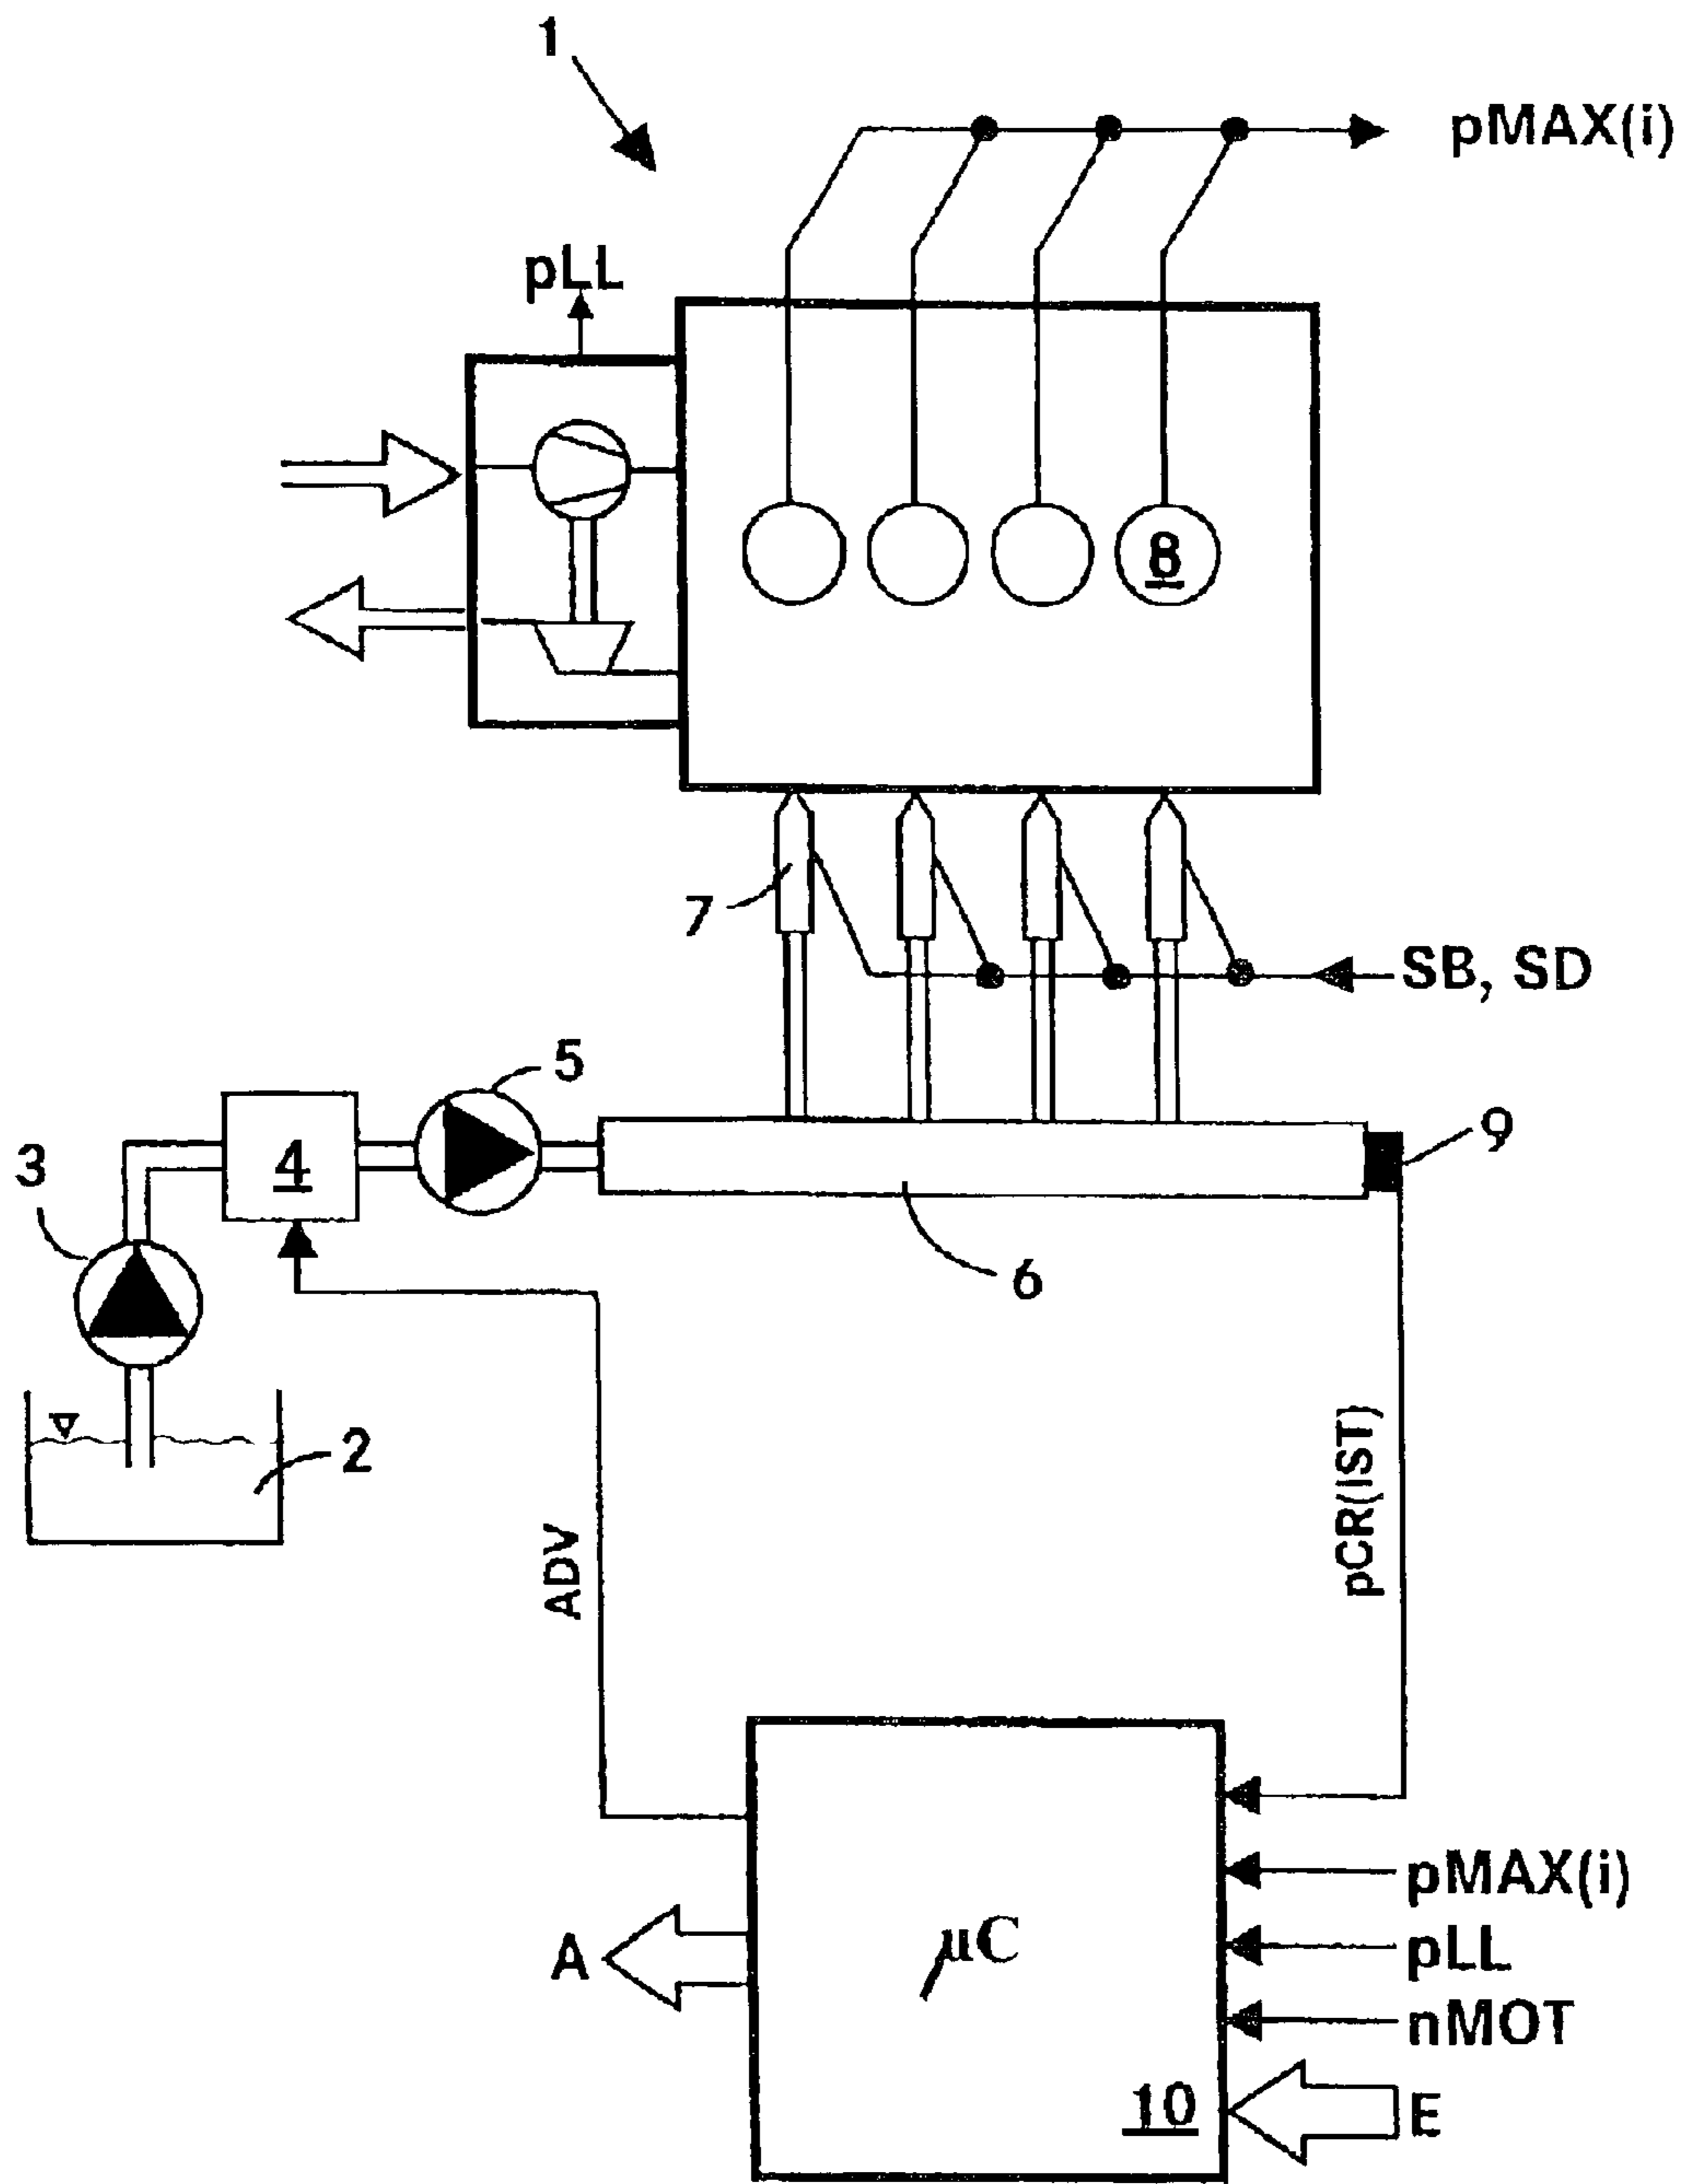 1
pMAX(i)
pLL
8
7
SB, SD
5
3
4
9
6
2
pCR(IST)
ADV
pMAX(i)
µC
A
pLL
nMOT
10
E